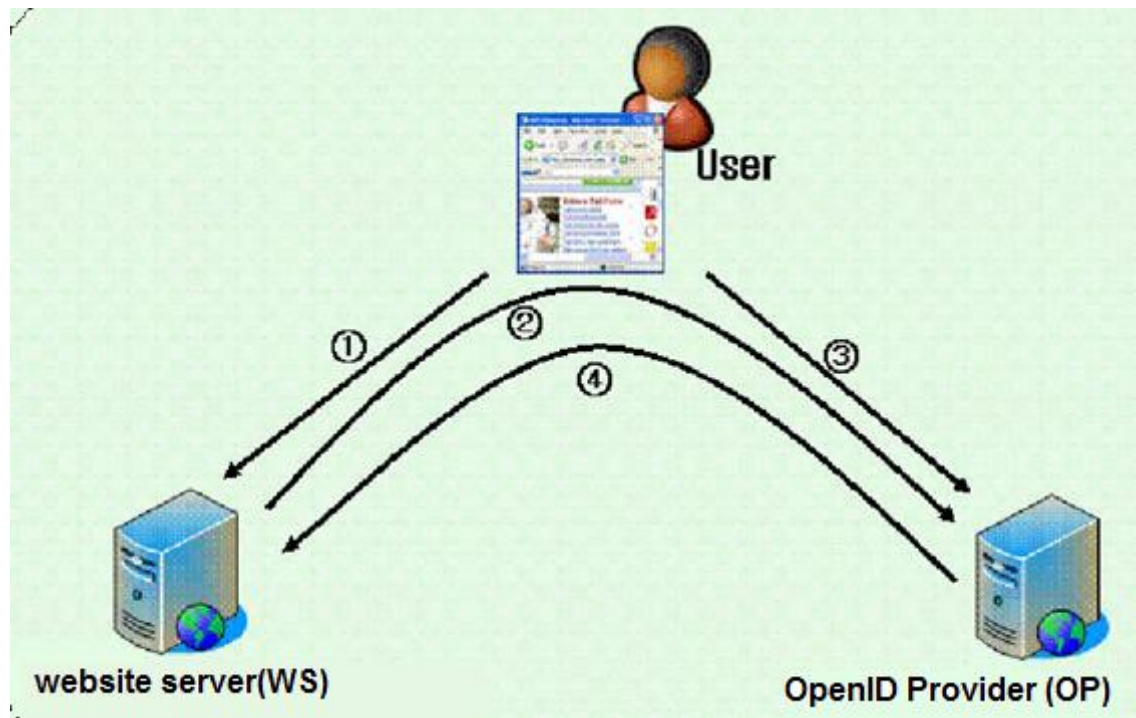 User
①
②
③
④
website server(WS)
OpenID Provider (OP)